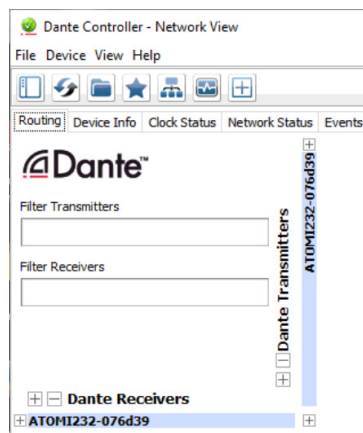 Dante Controller - Network View
File Device View Help
Routing Device Info Clock Status Network Status Events
Dante™
Filter Transmitters
Filter Receivers
Dante Transmitters
ATOMI232-076d39
Dante Receivers
ATOMI232-076d39